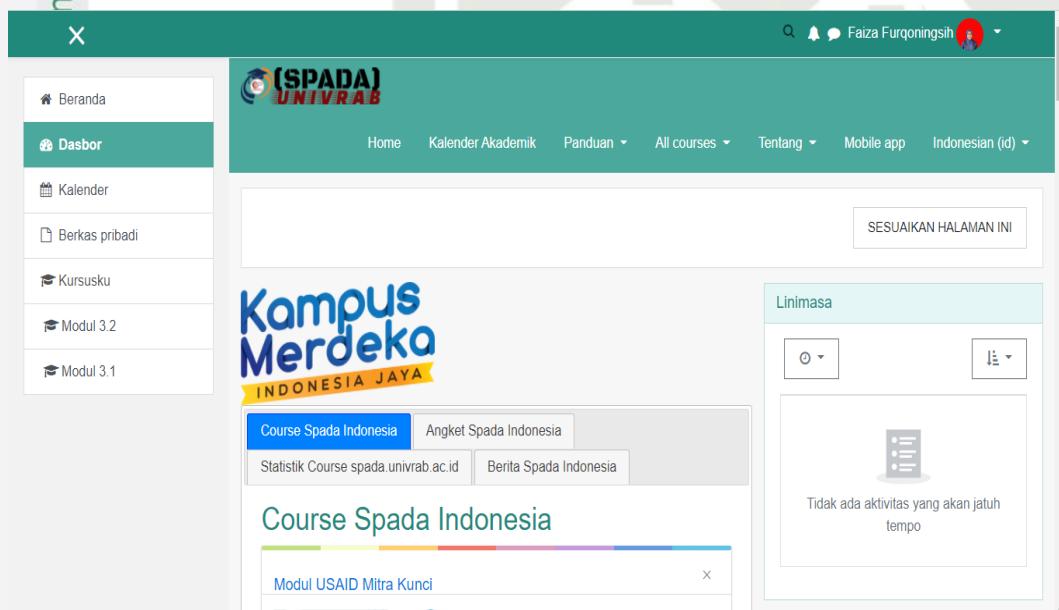 Faiza Furqoningsih
Beranda
Dasbor
Kalender
Berkas pribadi
Kursusku
Modul 3.2
Modul 3.1
(SPADA)
UNIVRAB
Home Kalender Akademik Panduan All courses Tentang Mobile app Indonesian (id)
SESUAIKAN HALAMAN INI
Kampus
Merdeka
INDONESIA JAYA
Course Spada Indonesia Angket Spada Indonesia
Statistik Course spada.univrab.ac.id Berita Spada Indonesia
Course Spada Indonesia
Modul USAID Mitra Kunci
Linimasa
Tidak ada aktivitas yang akan jatuh
tempo